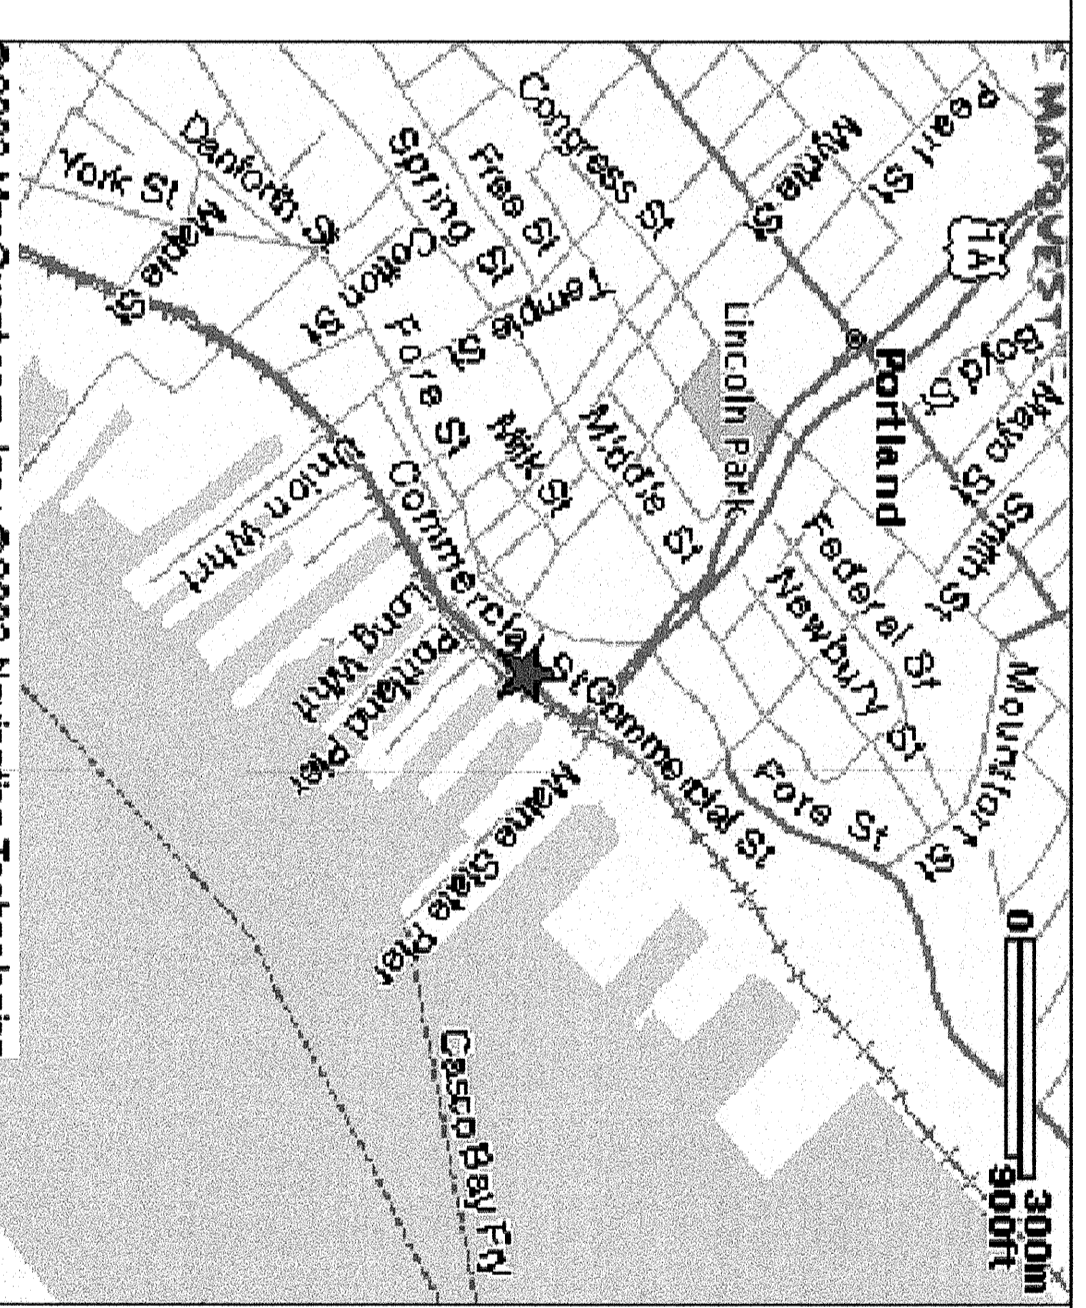 MAPQUEST
0
300m
900ft
Pearl St
1A
Boyd St
Mayo St
Smith St
Mountfort St
Myrtle St
Portland
Federal St
Newbury St
Fore St
Lincoln Park
Congress St
Middle St
Commercial St
Free St
Temple St
Milk St
Spring St
Cotton St
Fore St
Commercial St
Maine State Pier
Casco Bay Fy
Danforth St
Union Whrf
Long Whrf
Portland Pier
York St
Maple St